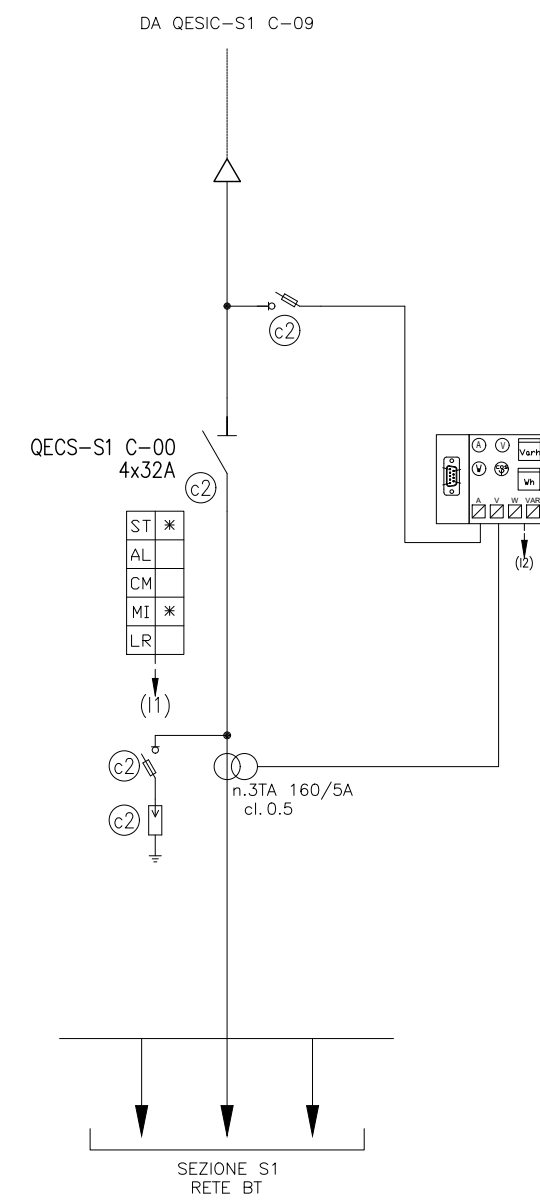 DA QESIC-S1 C-09
c2
QECS-S1 C-00
4x32A
c2
A V Varh
W cosφ Wh
A V W VAR
(I2)
ST *
AL
CM
MI *
LR
(I1)
c2
n.3TA 160/5A
cl.0.5
c2
SEZIONE S1
RETE BT